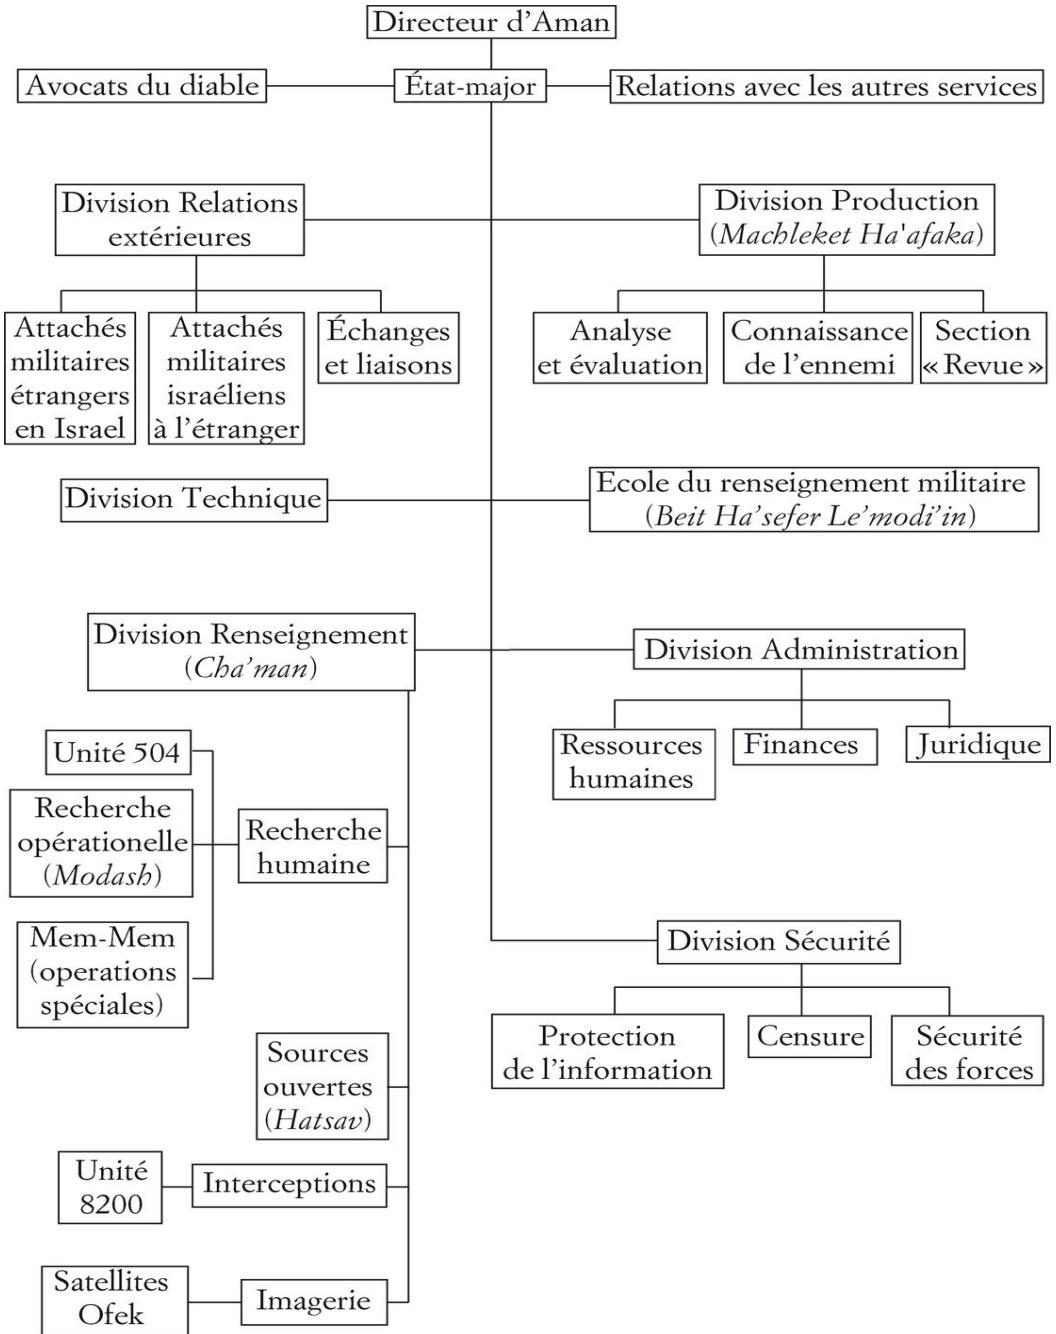 Directeur d’Aman
Avocats du diable
État-major
Relations avec les autres services
Division Relations
extérieures
Division Production
(Machleket Ha'afaka)
Attachés
militaires
étrangers
en Israel
Attachés
militaires
israéliens
à l’étranger
Échanges
et liaisons
Analyse
et évaluation
Connaissance
de l’ennemi
Section
« Revue »
Division Technique
Ecole du renseignement militaire
(Beit Ha’sefer Le’modi’in)
Division Renseignement
(Cha’man)
Division Administration
Ressources
humaines
Finances
Juridique
Unité 504
Recherche
opérationelle
(Modash)
Mem-Mem
(operations
spéciales)
Recherche
humaine
Division Sécurité
Protection
de l’information
Censure
Sécurité
des forces
Sources
ouvertes
(Hatsav)
Unité
8200
Interceptions
Satellites
Ofek
Imagerie